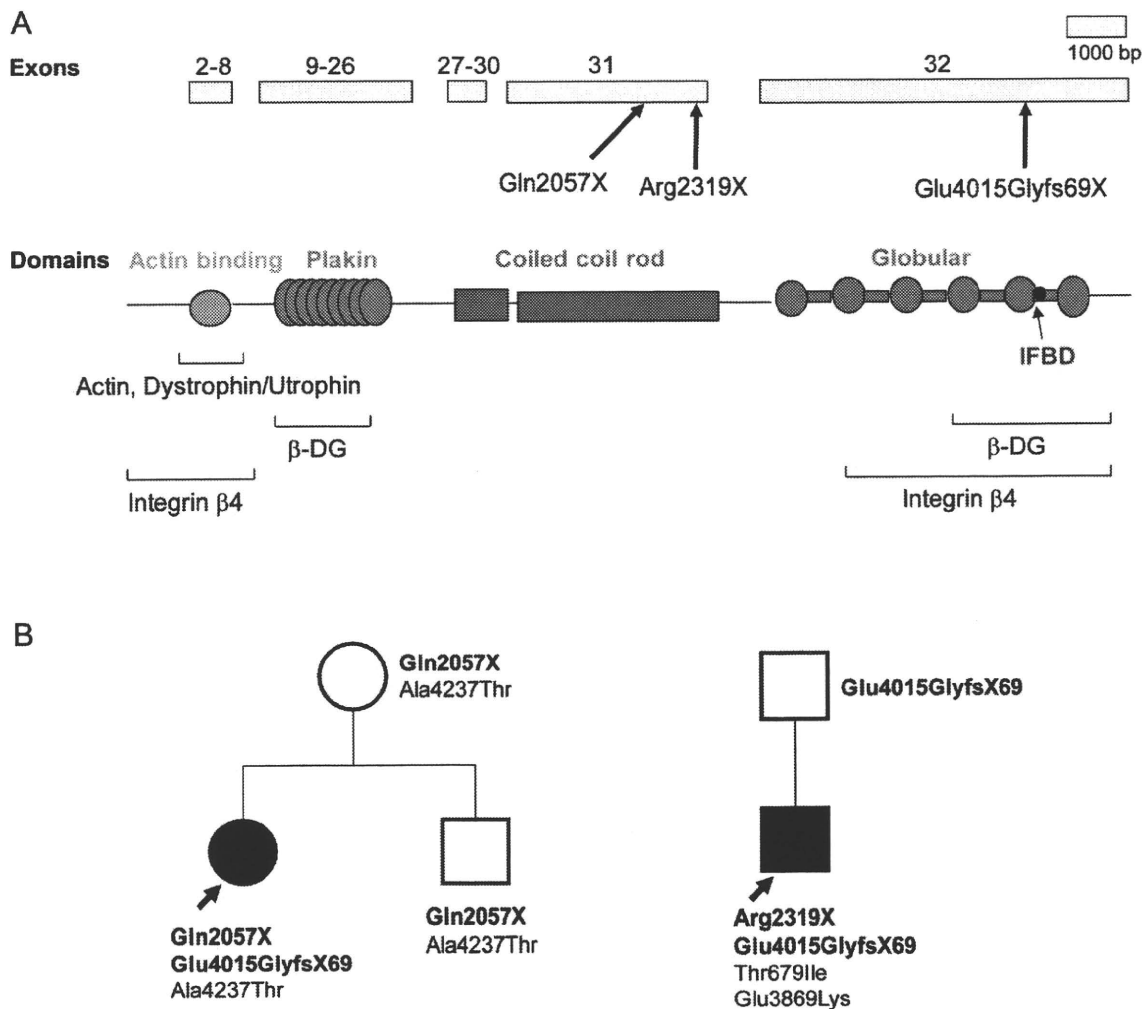 A
Exons
2-8
9-26
27-30
31
32
1000 bp
Gln2057X
Arg2319X
Glu4015Glyfs69X
Domains
Actin binding
Plakin
Coiled coil rod
Globular
IFBD
Actin, Dystrophin/Utrophin
β-DG
β-DG
Integrin β4
Integrin β4
B
Gln2057X
Ala4237Thr
Glu4015GlyfsX69
Gln2057X
Glu4015GlyfsX69
Ala4237Thr
Gln2057X
Ala4237Thr
Arg2319X
Glu4015GlyfsX69
Thr679Ile
Glu3869Lys